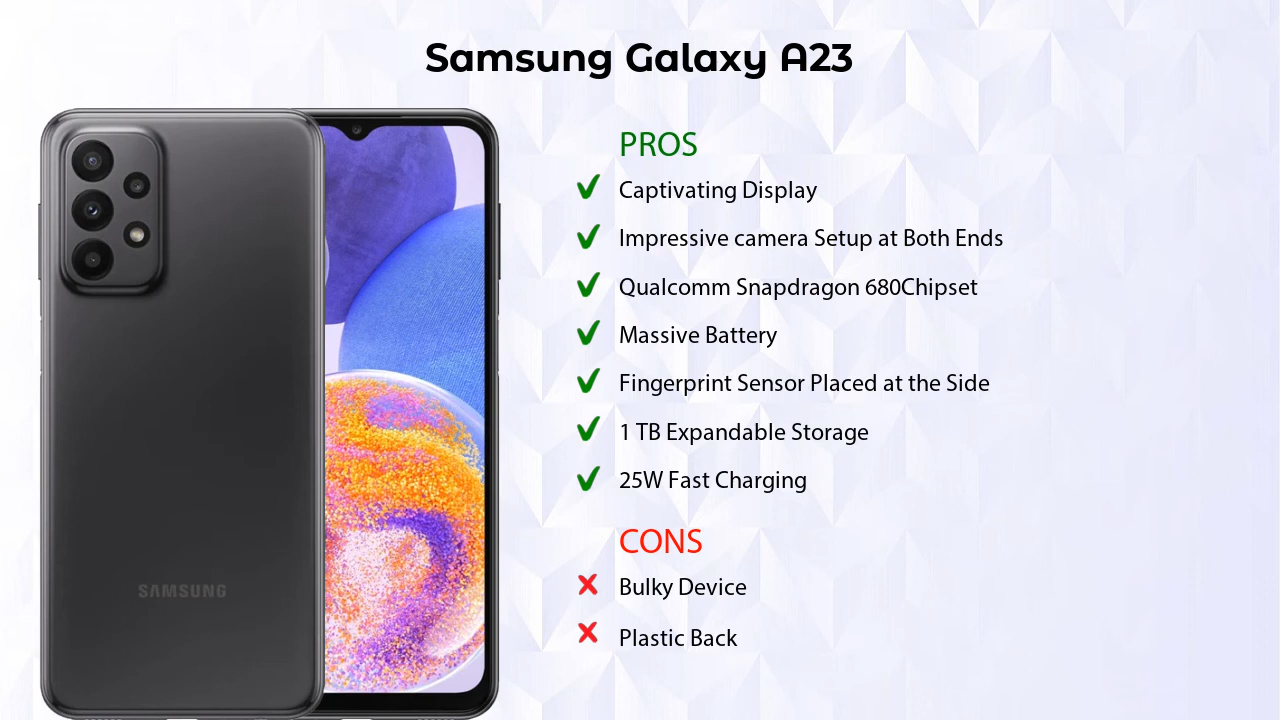 Samsung Galaxy A23
PROS
Captivating Display
Impressive camera Setup at Both Ends
Qualcomm Snapdragon 680Chipset
Massive Battery
Fingerprint Sensor Placed at the Side
1 TB Expandable Storage
25W Fast Charging
SAMSUNG
CONS
Bulky Device
Plastic Back